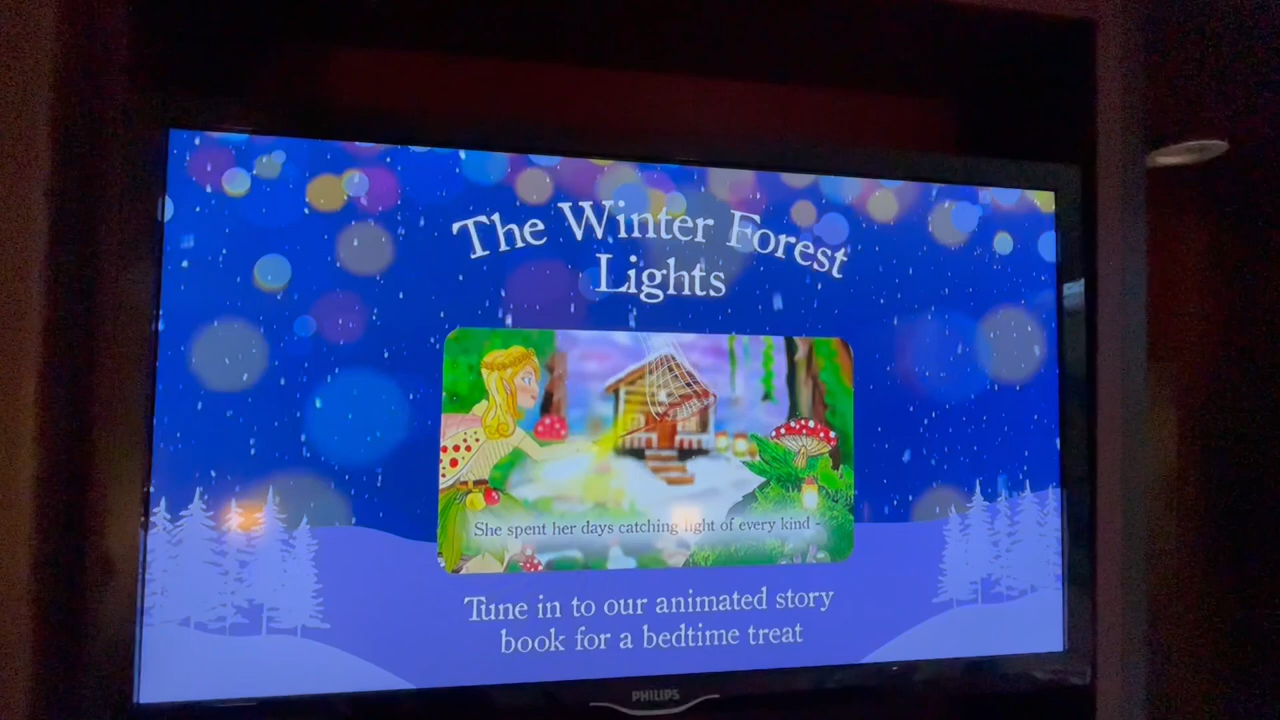 The Winter Forest
Lights
She spent her days catching light of every kind -
Tune in to our animated story
book for a bedtime treat
PHILIPS